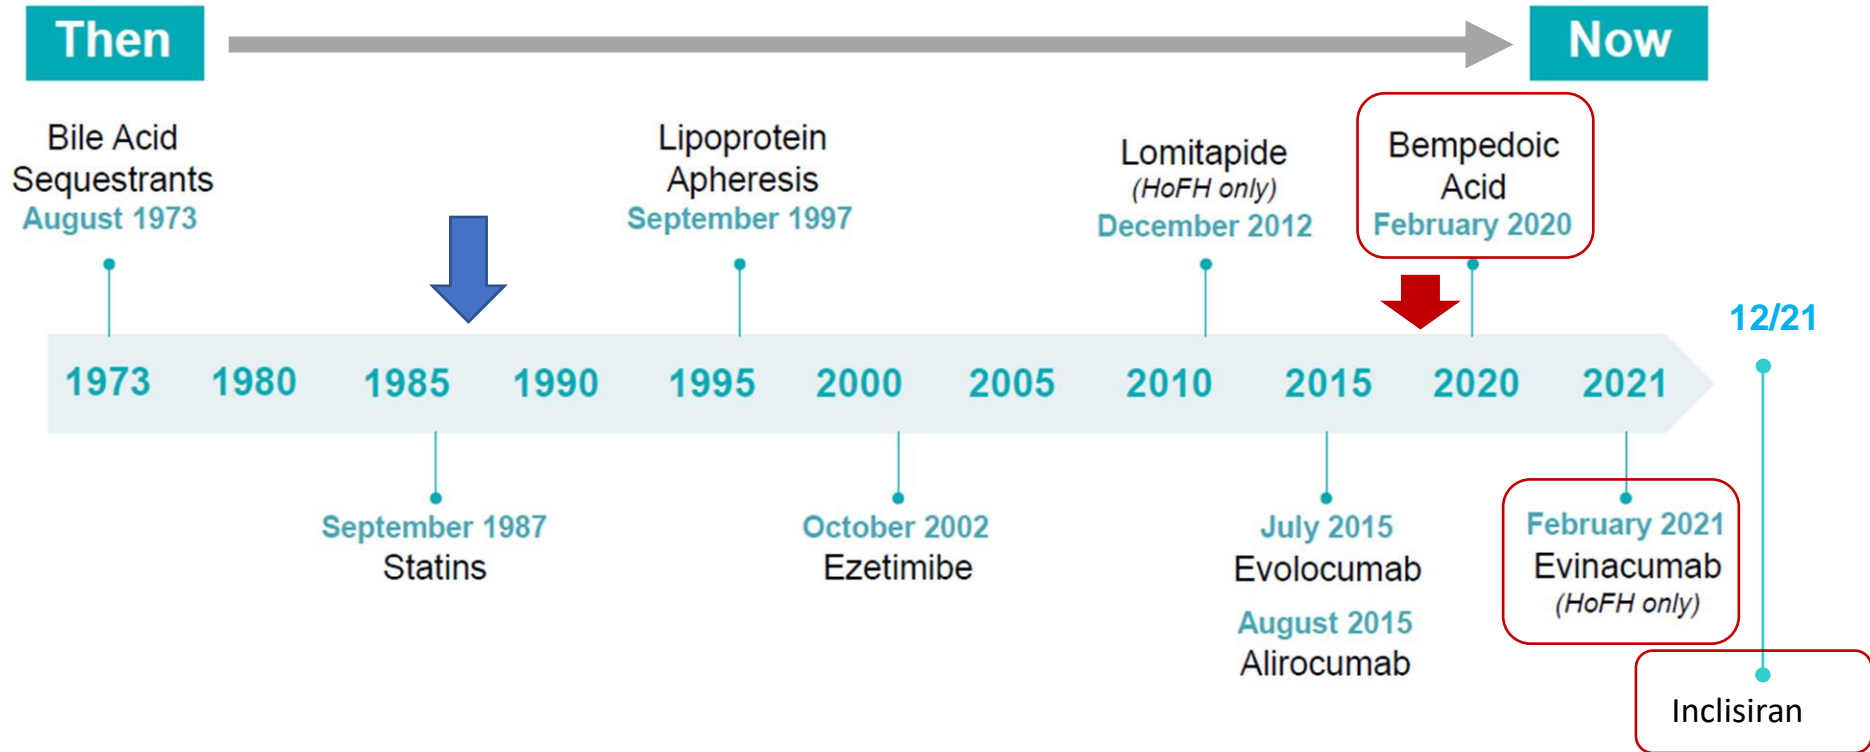 Then
Now
Bile Acid
Sequestrants
August 1973
Lipoprotein
Apheresis
September 1997
Lomitapide
(HoFH only)
December 2012
Bempedoic
Acid
February 2020
12/21
1973 1980 1985 1990 1995 2000 2005 2010 2015 2020 2021
September 1987
Statins
October 2002
Ezetimibe
July 2015
Evolocumab
August 2015
Alirocumab
February 2021
Evinacumab
(HoFH only)
Inclisiran